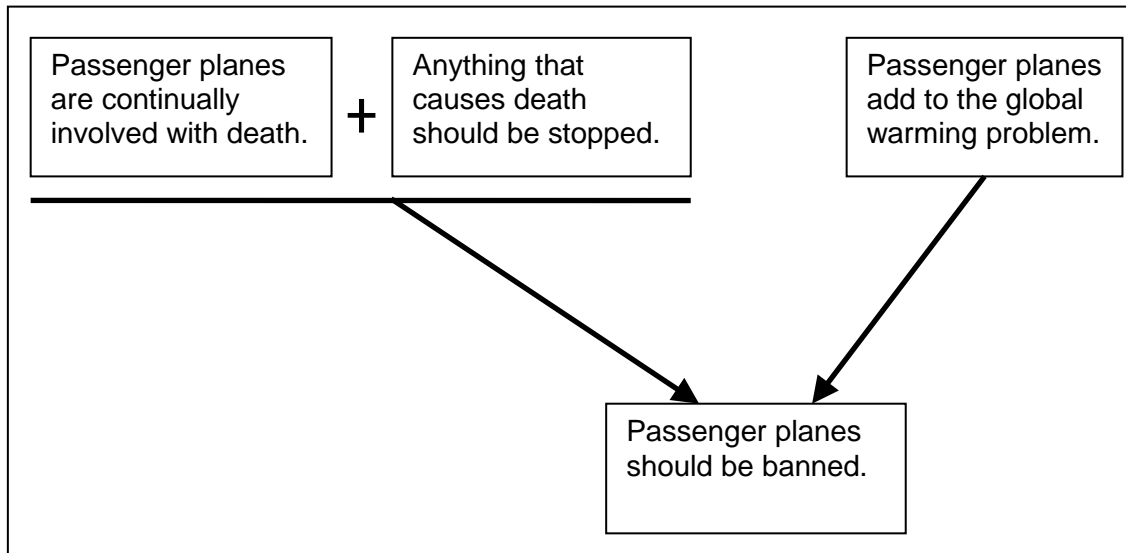 Passenger planes
are continually
involved with death.
+
Anything that
causes death
should be stopped.
Passenger planes
add to the global
warming problem.
Passenger planes
should be banned.